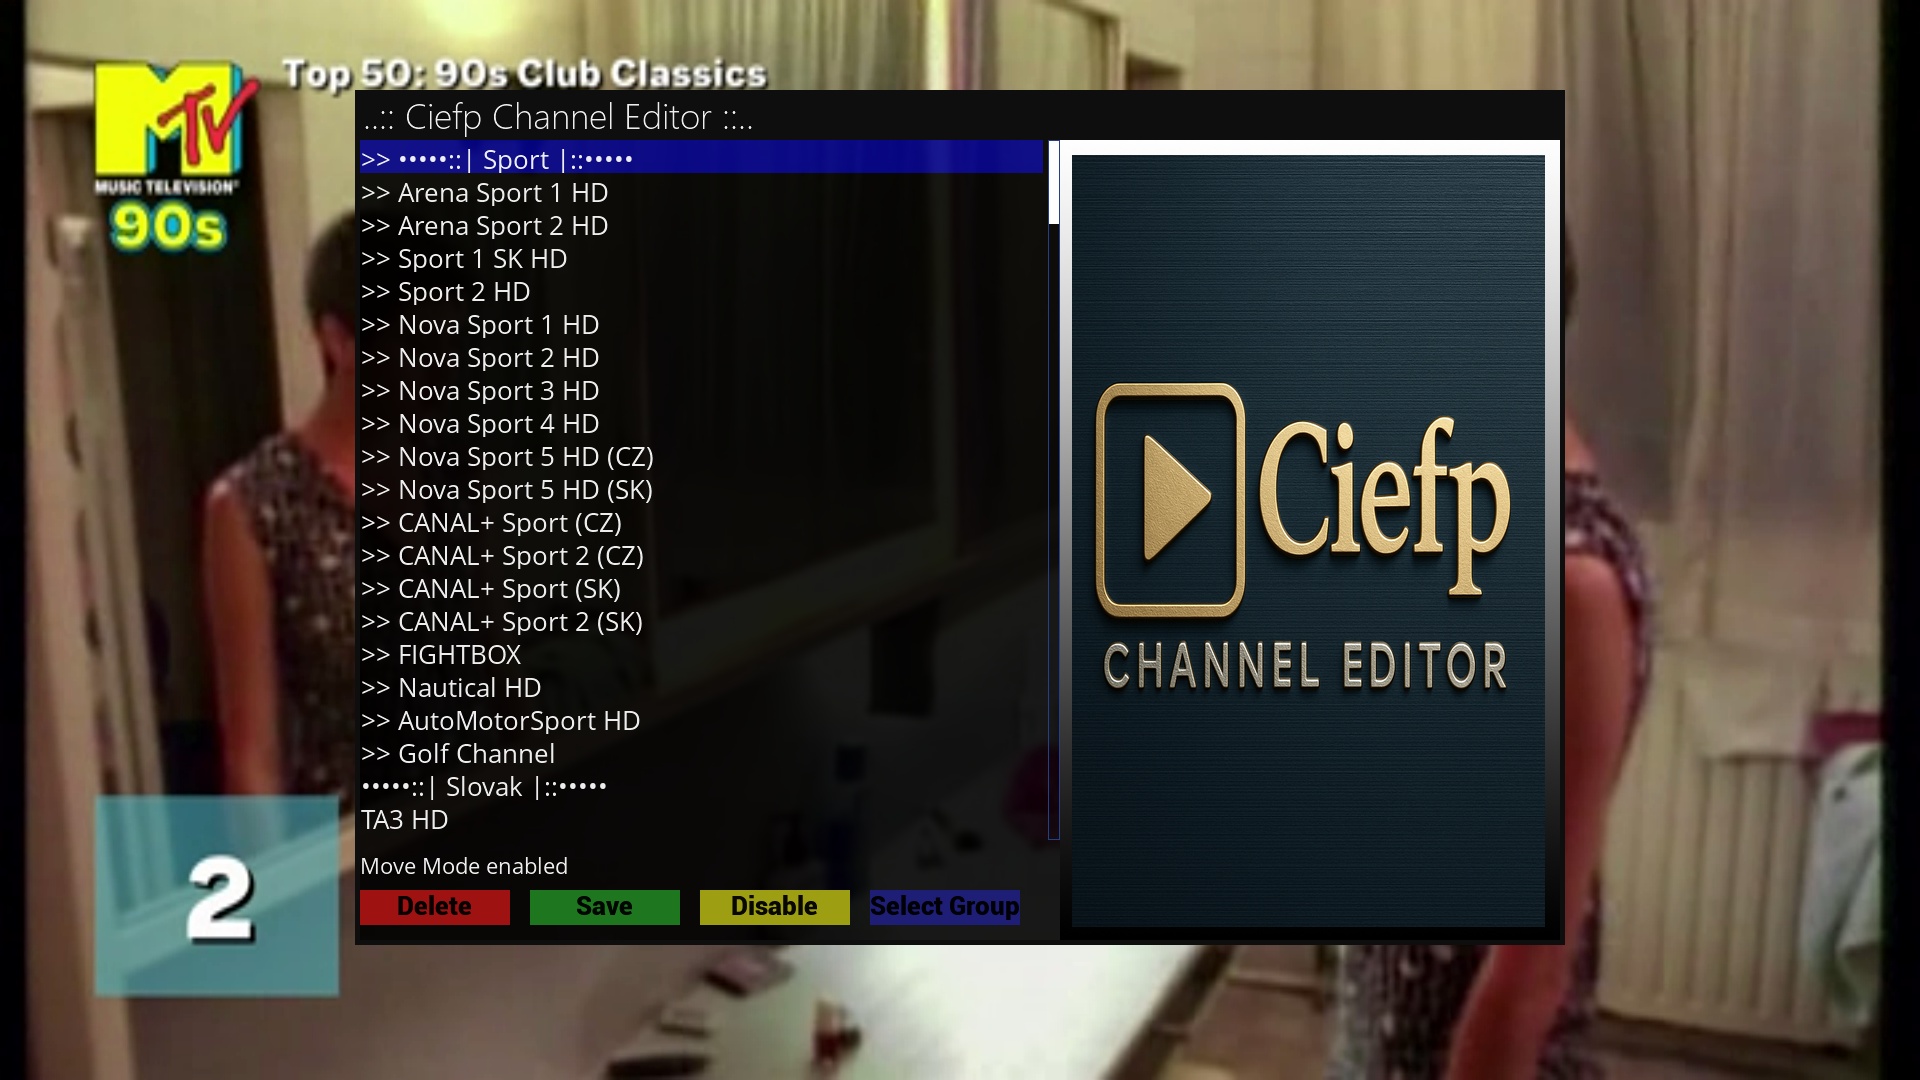 Top 50: 90s Club Classics
MTV
MUSIC TELEVISION®
90s
..:: Ciefp Channel Editor ::..
>> •••••::| Sport |::•••••
>> Arena Sport 1 HD
>> Arena Sport 2 HD
>> Sport 1 SK HD
>> Sport 2 HD
>> Nova Sport 1 HD
>> Nova Sport 2 HD
>> Nova Sport 3 HD
>> Nova Sport 4 HD
>> Nova Sport 5 HD (CZ)
>> Nova Sport 5 HD (SK)
>> CANAL+ Sport (CZ)
>> CANAL+ Sport 2 (CZ)
>> CANAL+ Sport (SK)
>> CANAL+ Sport 2 (SK)
>> FIGHTBOX
>> Nautical HD
>> AutoMotorSport HD
>> Golf Channel
•••••::| Slovak |::•••••
TA3 HD
Move Mode enabled
Delete Save Disable Select Group
Ciefp
CHANNEL EDITOR
2